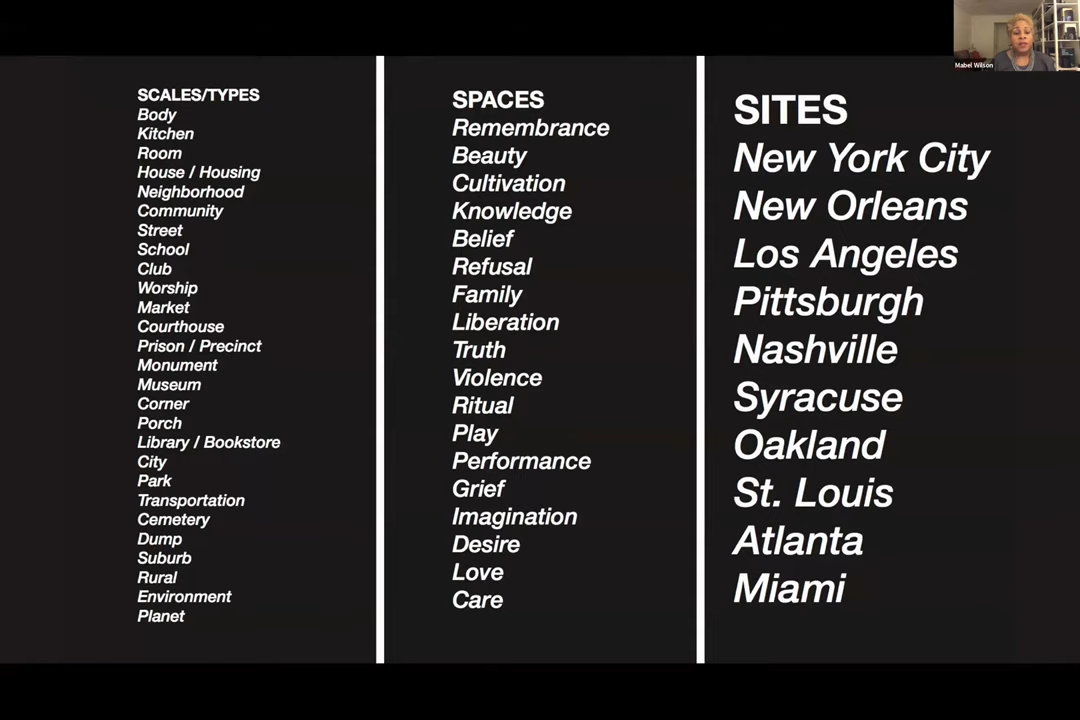 Mabel Wilson
SCALES/TYPES
Body
Kitchen
Room
House / Housing
Neighborhood
Community
Street
School
Club
Worship
Market
Courthouse
Prison / Precinct
Monument
Museum
Corner
Porch
Library / Bookstore
City
Park
Transportation
Cemetery
Dump
Suburb
Rural
Environment
Planet
SPACES
Remembrance
Beauty
Cultivation
Knowledge
Belief
Refusal
Family
Liberation
Truth
Violence
Ritual
Play
Performance
Grief
Imagination
Desire
Love
Care
SITES
New York City
New Orleans
Los Angeles
Pittsburgh
Nashville
Syracuse
Oakland
St. Louis
Atlanta
Miami